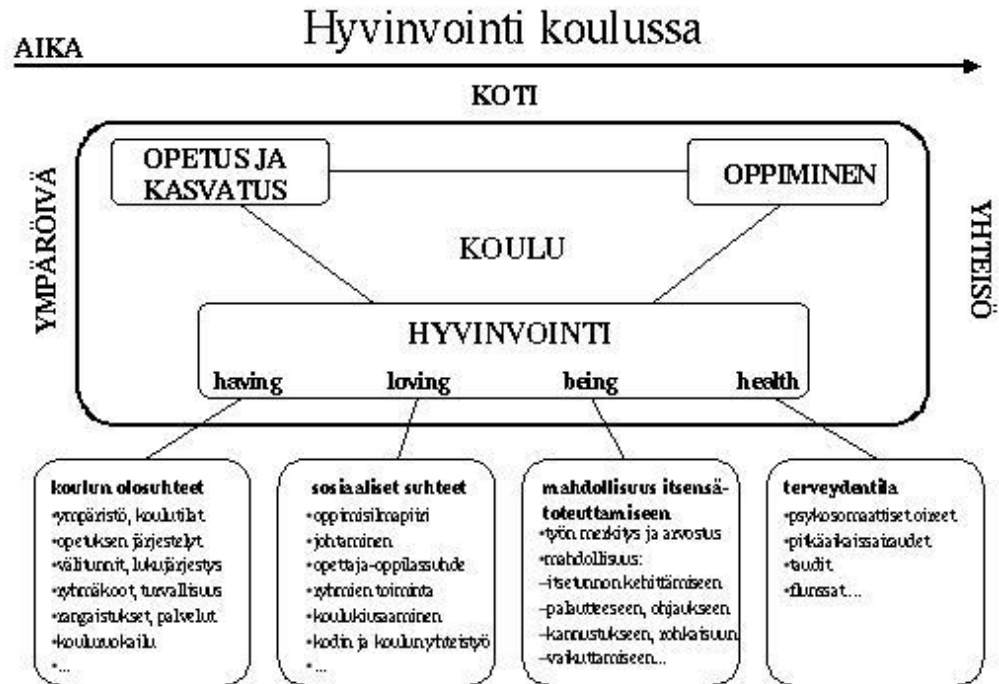 Hyvinvointi koulussa
AIKA
KOTI
YMPÄRÖIVÄ
YHTEISÖ
OPETUS JA
KASVATUS
OPPIMINEN
KOULU
HYVINVOINTI
having loving being health
koulun olosuhteet
•ympäristö, koulutilat
•opetuksen järjestelyt
•välitunnit, lukujärjestys
•ryhmäkoot, turvallisuus
•rangaistukset, palvelut
•kouluruokailu
•...
sosiaaliset suhteet
•oppimisilmapiiri
•johtaminen
•opettaja-oppilassuhde
•ryhmien toiminta
•koulukiusaaminen
•kodin ja koulun yhteistyö
•...
mahdollisuus itsensä-
toteuttamiseen
•työn merkitys ja arvostus
•mahdollisuus:
–itsetunnon kehittämiseen
–palautteeseen, ohjaukseen
–kannustukseen, rohkaisuun
–vaikuttamiseen...
terveydentila
•psykosomaattiset oireet
•pitkäaikaissairaudet
•taudit
•flunssat....